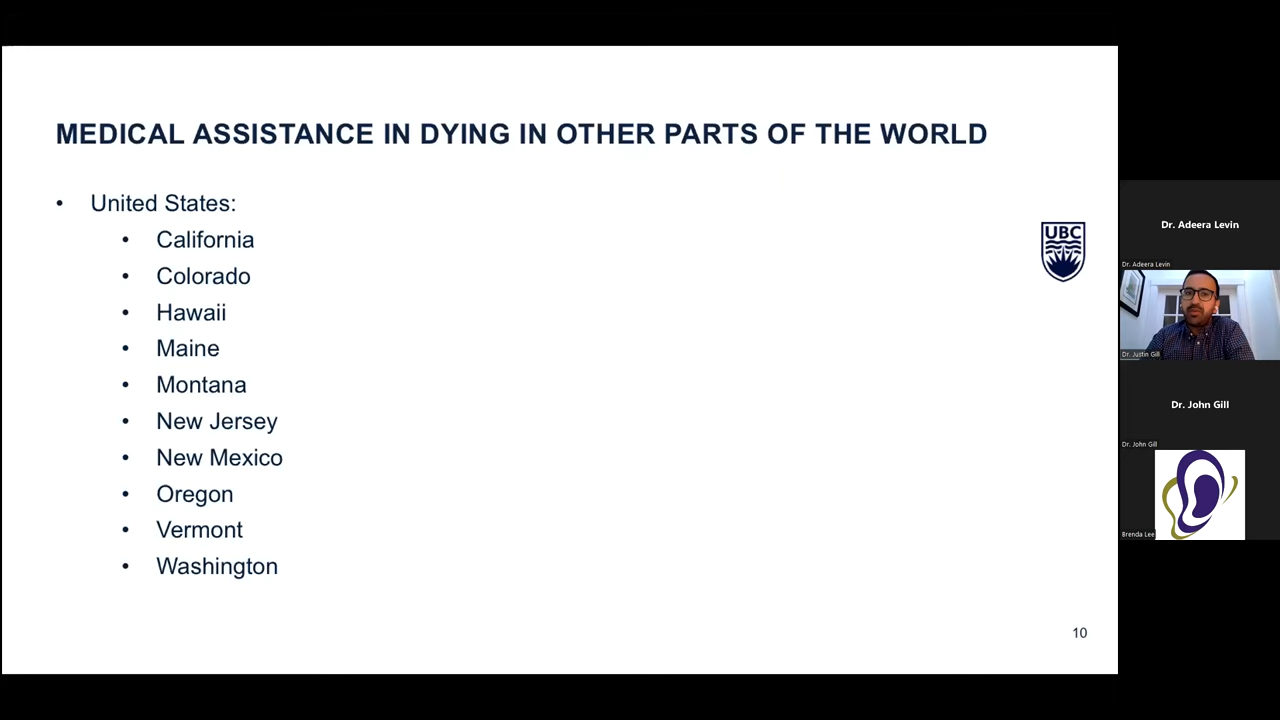 MEDICAL ASSISTANCE IN DYING IN OTHER PARTS OF THE WORLD
• United States:
• California
• Colorado
• Hawaii
• Maine
• Montana
• New Jersey
• New Mexico
• Oregon
• Vermont
• Washington
UBC
10
Dr. Adeera Levin
Dr. Adeera Levin
Dr. Justin Gill
Dr. John Gill
Dr. John Gill
Brenda Lee